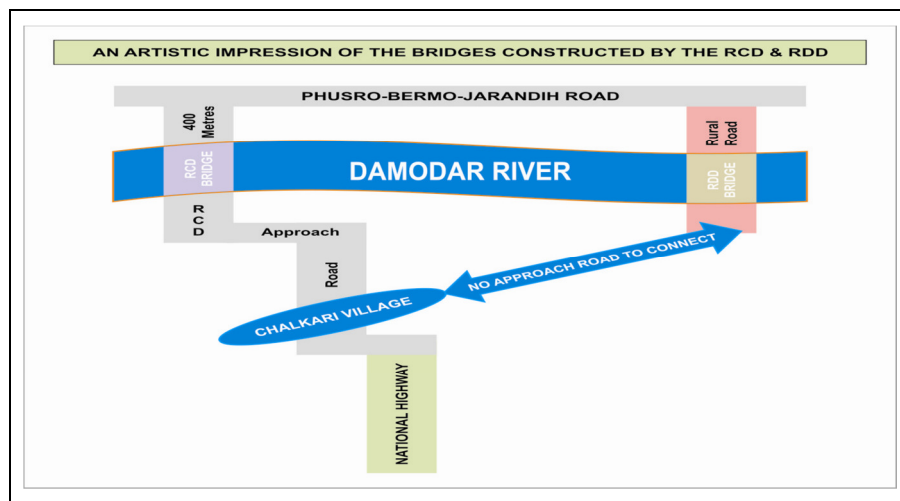 AN ARTISTIC IMPRESSION OF THE BRIDGES CONSTRUCTED BY THE RCD & RDD
PHUSRO-BERMO-JARANDIH ROAD
400
Metres
Rural
Road
RCD
BRIDGE
DAMODAR RIVER
RDD
BRIDGE
R
C
D
Approach
Road
NO APPROACH ROAD TO CONNECT
CHALKARI VILLAGE
NATIONAL HIGHWAY